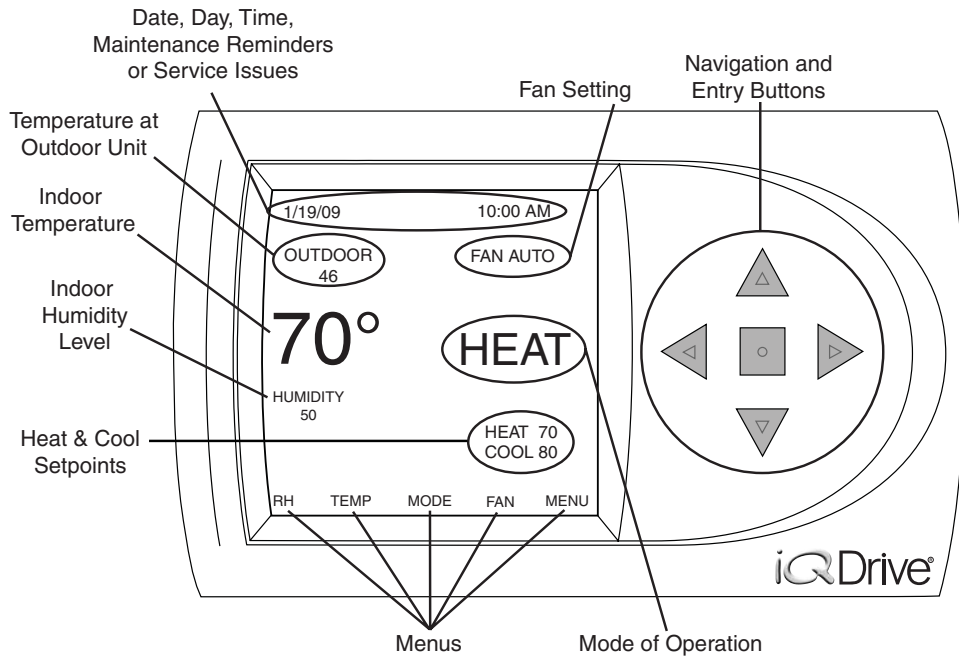 Date, Day, Time,
Maintenance Reminders
or Service Issues
Fan Setting
Navigation and
Entry Buttons
Temperature at
Outdoor Unit
Indoor
Temperature
Indoor
Humidity
Level
Heat & Cool
Setpoints
1/19/09 10:00 AM
OUTDOOR
46
FAN AUTO
70°
HEAT
HUMIDITY
50
HEAT 70
COOL 80
RH TEMP MODE FAN MENU
iQ Drive®
Menus
Mode of Operation